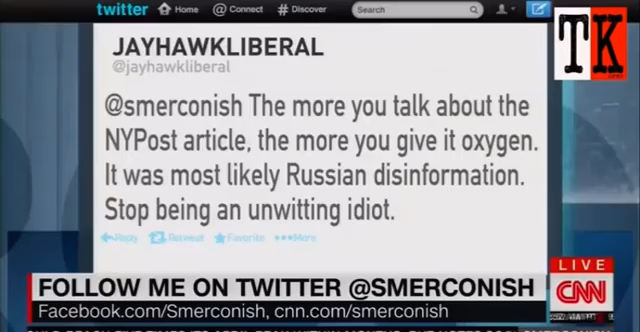 twitter Home Connect Discover Search
TK
JAYHAWKLIBERAL
@jayhawkliberal
@smerconish The more you talk about the
NYPost article, the more you give it oxygen.
It was most likely Russian disinformation.
Stop being an unwitting idiot.
Reply Retweet Favorite More
LIVE
FOLLOW ME ON TWITTER @SMERCONISH
CNN
Facebook.com/Smerconish, cnn.com/smerconish